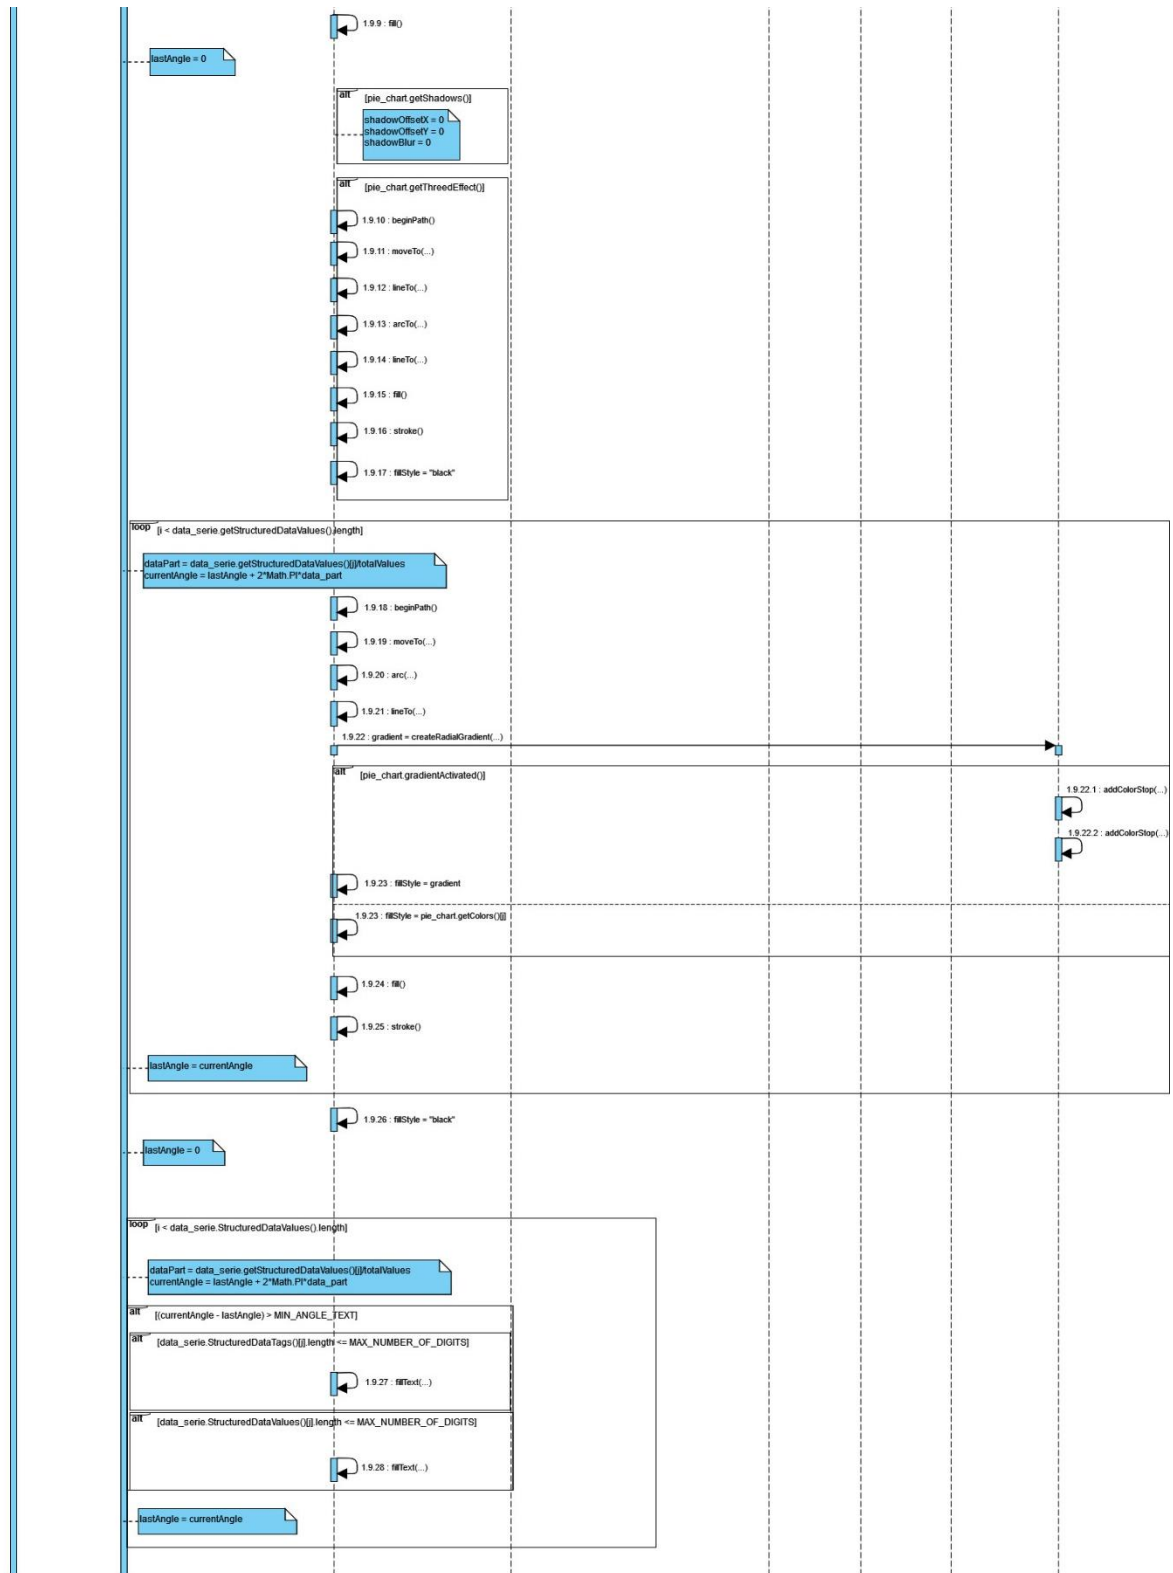 1.9.9 : fill()
lastAngle = 0
alt [pie_chart.getShadows()]
shadowOffsetX = 0
shadowOffsetY = 0
shadowBlur = 0
alt [pie_chart.getThreedEffect()]
1.9.10 : beginPath()
1.9.11 : moveTo(...)
1.9.12 : lineTo(...)
1.9.13 : arcTo(...)
1.9.14 : lineTo(...)
1.9.15 : fill()
1.9.16 : stroke()
1.9.17 : fillStyle = "black"
loop [i < data_serie.getStructuredDataValues().length]
dataPart = data_serie.getStructuredDataValues()[j]/totalValues
currentAngle = lastAngle + 2*Math.PI*data_part
1.9.18 : beginPath()
1.9.19 : moveTo(...)
1.9.20 : arc(...)
1.9.21 : lineTo(...)
1.9.22 : gradient = createRadialGradient(...)
alt [pie_chart.gradientActivated()]
1.9.22.1 : addColorStop(...)
1.9.22.2 : addColorStop(...)
1.9.23 : fillStyle = gradient
1.9.23 : fillStyle = pie_chart.getColors()[j]
1.9.24 : fill()
1.9.25 : stroke()
lastAngle = currentAngle
1.9.26 : fillStyle = "black"
lastAngle = 0
loop [i < data_serie.StructuredDataValues().length]
dataPart = data_serie.getStructuredDataValues()[j]/totalValues
currentAngle = lastAngle + 2*Math.PI*data_part
alt [(currentAngle - lastAngle) > MIN_ANGLE_TEXT]
alt [data_serie.StructuredDataTags()[j].length <= MAX_NUMBER_OF_DIGITS]
1.9.27 : fillText(...)
alt [data_serie.StructuredDataValues()[j].length <= MAX_NUMBER_OF_DIGITS]
1.9.28 : fillText(...)
lastAngle = currentAngle